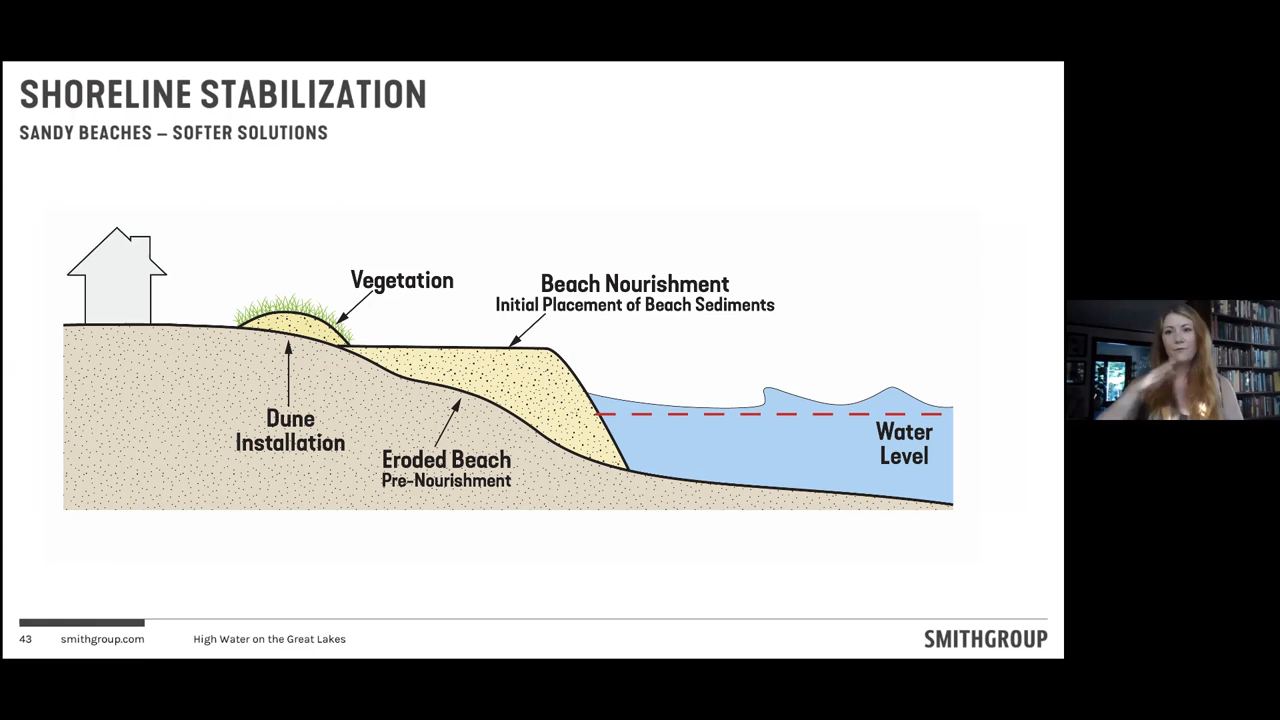 SHORELINE STABILIZATION
SANDY BEACHES – SOFTER SOLUTIONS
Vegetation
Beach Nourishment
Initial Placement of Beach Sediments
Dune
Installation
Eroded Beach
Pre-Nourishment
Water
Level
43 smithgroup.com High Water on the Great Lakes
SMITHGROUP